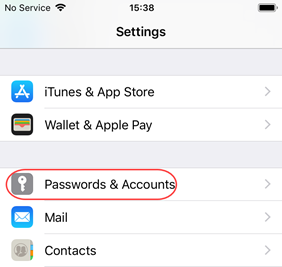 No Service 15:38
Settings
iTunes & App Store
Wallet & Apple Pay
Passwords & Accounts
Mail
Contacts